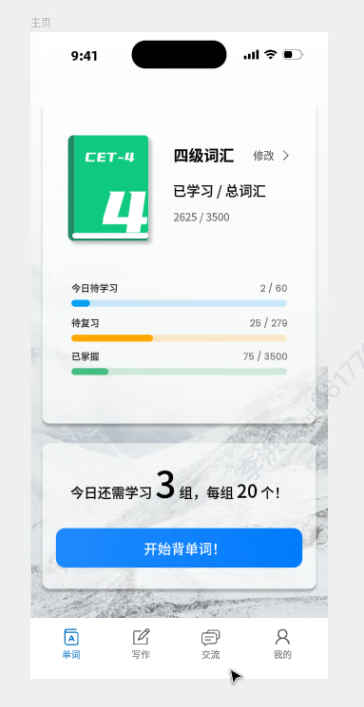 主页
9:41
CET-4
4
四级词汇 修改
已学习 / 总词汇
2625 / 3500
今日待学习 2 / 60
待复习 25 / 279
已掌握 75 / 3500
今日还需学习 3 组，每组 20 个！
开始背单词！
单词 写作 交流 我的